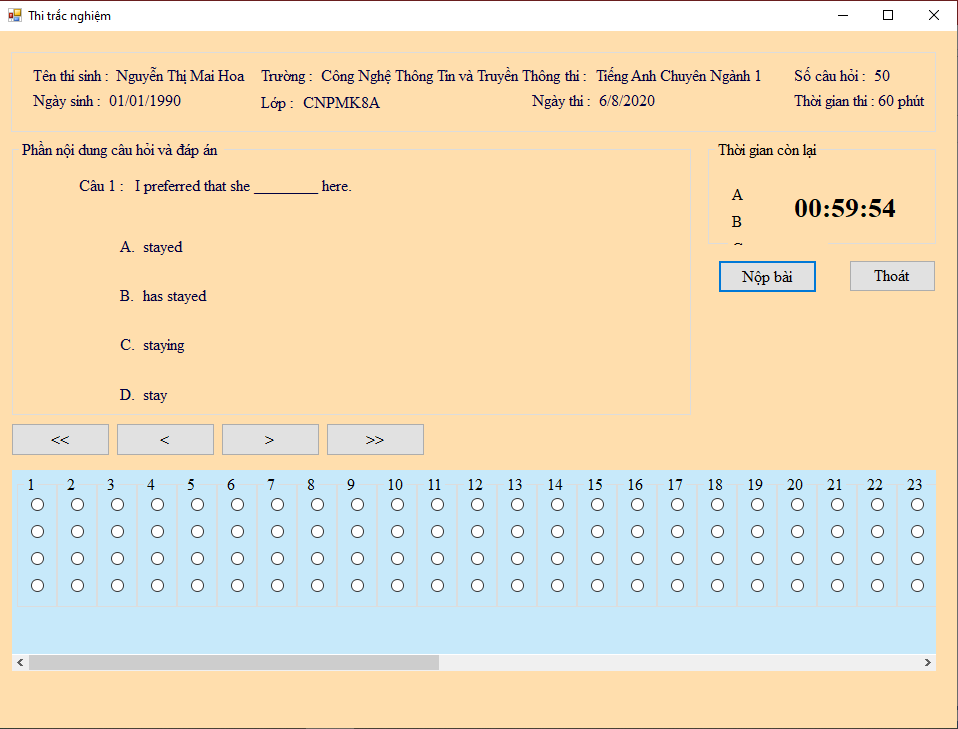 Thi trắc nghiệm
Tên thí sinh : Nguyễn Thị Mai Hoa Trường : Công Nghệ Thông Tin và Truyền Thông thi : Tiếng Anh Chuyên Ngành 1 Số câu hỏi : 50
Ngày sinh : 01/01/1990 Lớp : CNPMK8A Ngày thi : 6/8/2020 Thời gian thi : 60 phút
Phần nội dung câu hỏi và đáp án
Câu 1 : I preferred that she ________ here.
A. stayed
B. has stayed
C. staying
D. stay
Thời gian còn lại
A
B
00:59:54
Nộp bài Thoát
<< < > >>
1 2 3 4 5 6 7 8 9 10 11 12 13 14 15 16 17 18 19 20 21 22 23